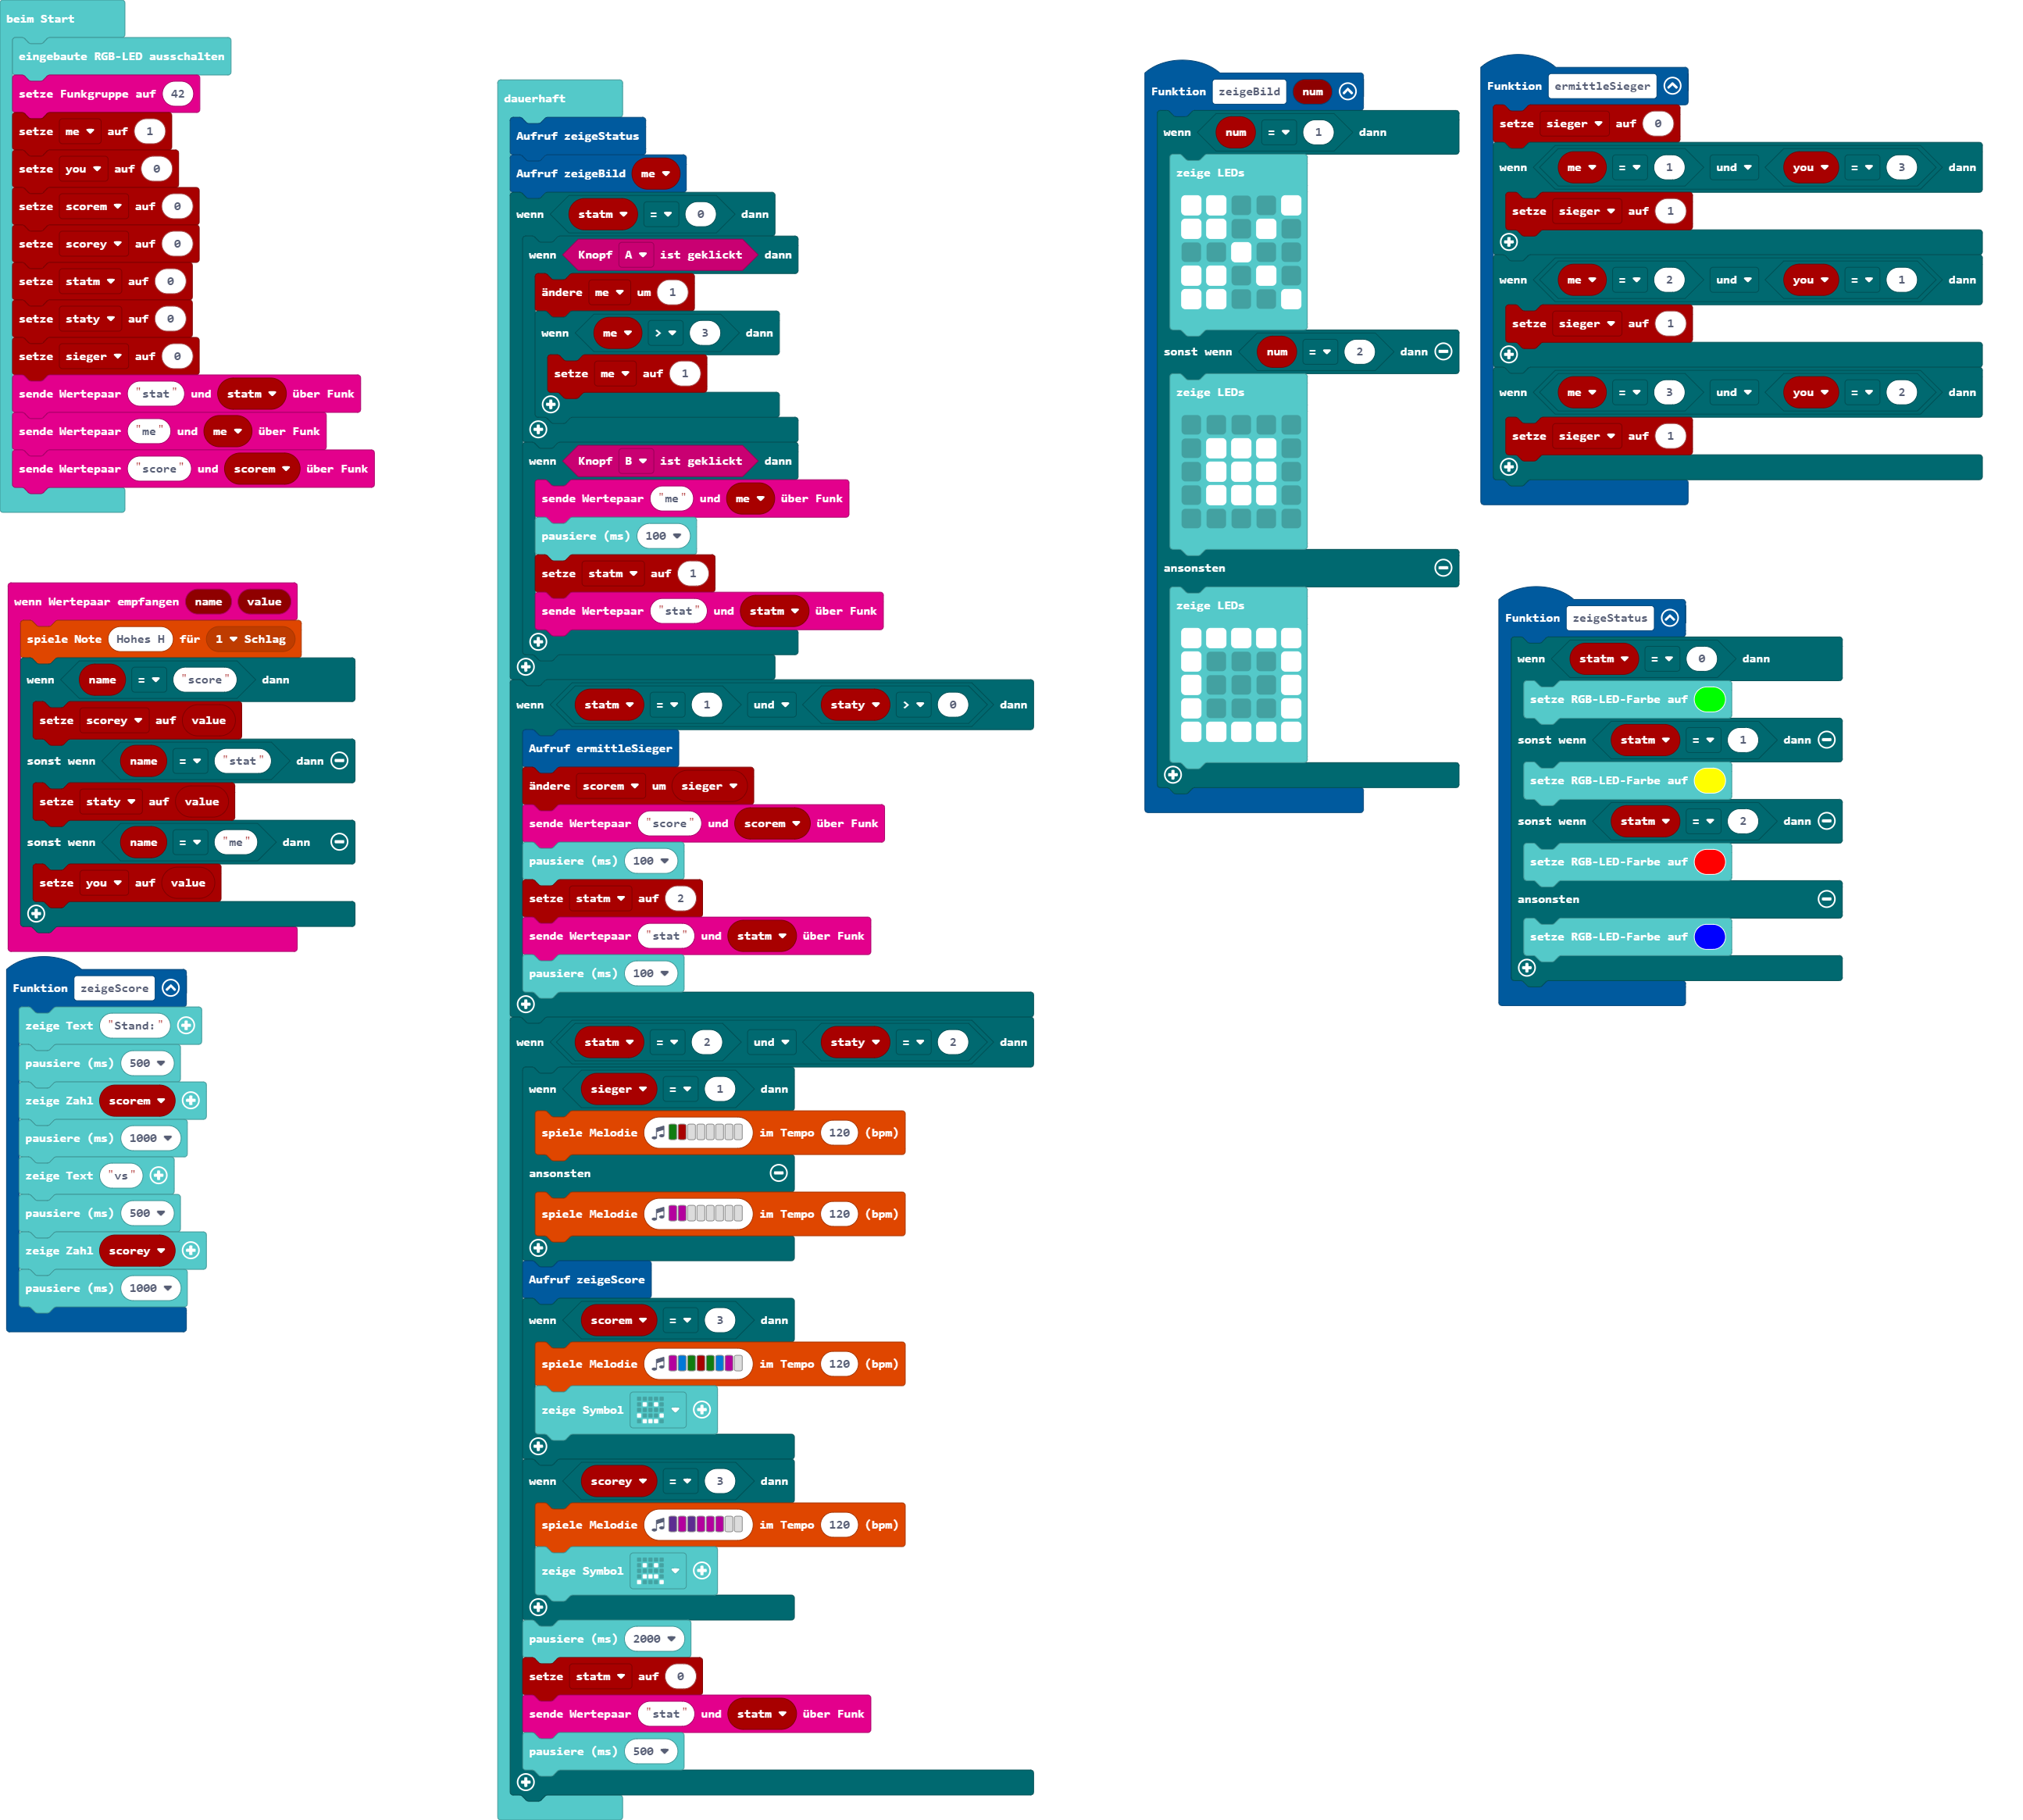 beim Start
eingebaute RGB-LED ausschalten
setze Funkgruppe auf 42
setze me auf 1
setze you auf 0
setze scorem auf 0
setze scorey auf 0
setze statm auf 0
setze staty auf 0
setze sieger auf 0
sende Wertepaar "stat" und statm über Funk
sende Wertepaar "me" und me über Funk
sende Wertepaar "score" und scorem über Funk
wenn Wertepaar empfangen name value
spiele Note Hohes H für 1 Schlag
wenn name = "score" dann
setze scorey auf value
sonst wenn name = "stat" dann
setze staty auf value
sonst wenn name = "me" dann
setze you auf value
Funktion zeigeScore
zeige Text "Stand:"
pausiere (ms) 500
zeige Zahl scorem
pausiere (ms) 1000
zeige Text "vs"
pausiere (ms) 500
zeige Zahl scorey
pausiere (ms) 1000
dauerhaft
Aufruf zeigeStatus
Aufruf zeigeBild me
wenn statm = 0 dann
wenn Knopf A ist geklickt dann
ändere me um 1
wenn me > 3 dann
setze me auf 1
wenn Knopf B ist geklickt dann
sende Wertepaar "me" und me über Funk
pausiere (ms) 100
setze statm auf 1
sende Wertepaar "stat" und statm über Funk
wenn statm = 1 und staty > 0 dann
Aufruf ermittleSieger
ändere scorem um sieger
sende Wertepaar "score" und scorem über Funk
pausiere (ms) 100
setze statm auf 2
sende Wertepaar "stat" und statm über Funk
pausiere (ms) 100
wenn statm = 2 und staty = 2 dann
wenn sieger = 1 dann
spiele Melodie im Tempo 120 (bpm)
ansonsten
spiele Melodie im Tempo 120 (bpm)
Aufruf zeigeScore
wenn scorem = 3 dann
spiele Melodie im Tempo 120 (bpm)
zeige Symbol
wenn scorey = 3 dann
spiele Melodie im Tempo 120 (bpm)
zeige Symbol
pausiere (ms) 2000
setze statm auf 0
sende Wertepaar "stat" und statm über Funk
pausiere (ms) 500
Funktion zeigeBild num
wenn num = 1 dann
zeige LEDs
sonst wenn num = 2 dann
zeige LEDs
ansonsten
zeige LEDs
Funktion ermittleSieger
setze sieger auf 0
wenn me = 1 und you = 3 dann
setze sieger auf 1
wenn me = 2 und you = 1 dann
setze sieger auf 1
wenn me = 3 und you = 2 dann
setze sieger auf 1
Funktion zeigeStatus
wenn statm = 0 dann
setze RGB-LED-Farbe auf
sonst wenn statm = 1 dann
setze RGB-LED-Farbe auf
sonst wenn statm = 2 dann
setze RGB-LED-Farbe auf
ansonsten
setze RGB-LED-Farbe auf